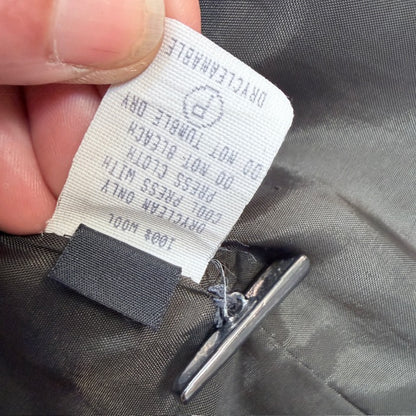 100% WOOL
DRYCLEAN ONLY
COOL PRESS WITH
PRESS CLOTH
DO NOT BLEACH
DO NOT TUMBLE DRY
P
DRYCLEANABLE